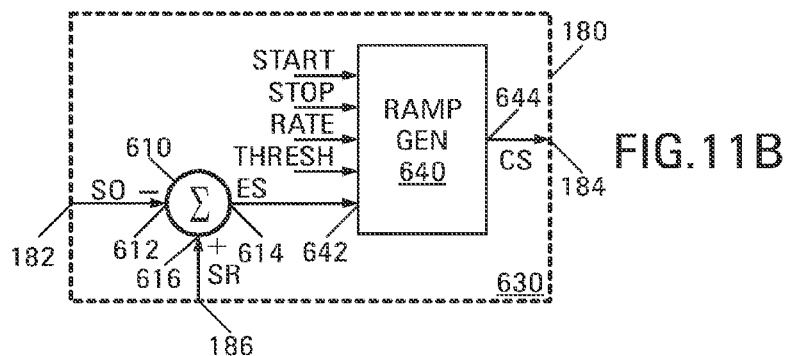 START
STOP
RATE
THRESH
RAMP
GEN
640
644
CS
180
184
FIG.11B
610
SO
−
Σ
ES
182
612
616
+
SR
614
642
630
186